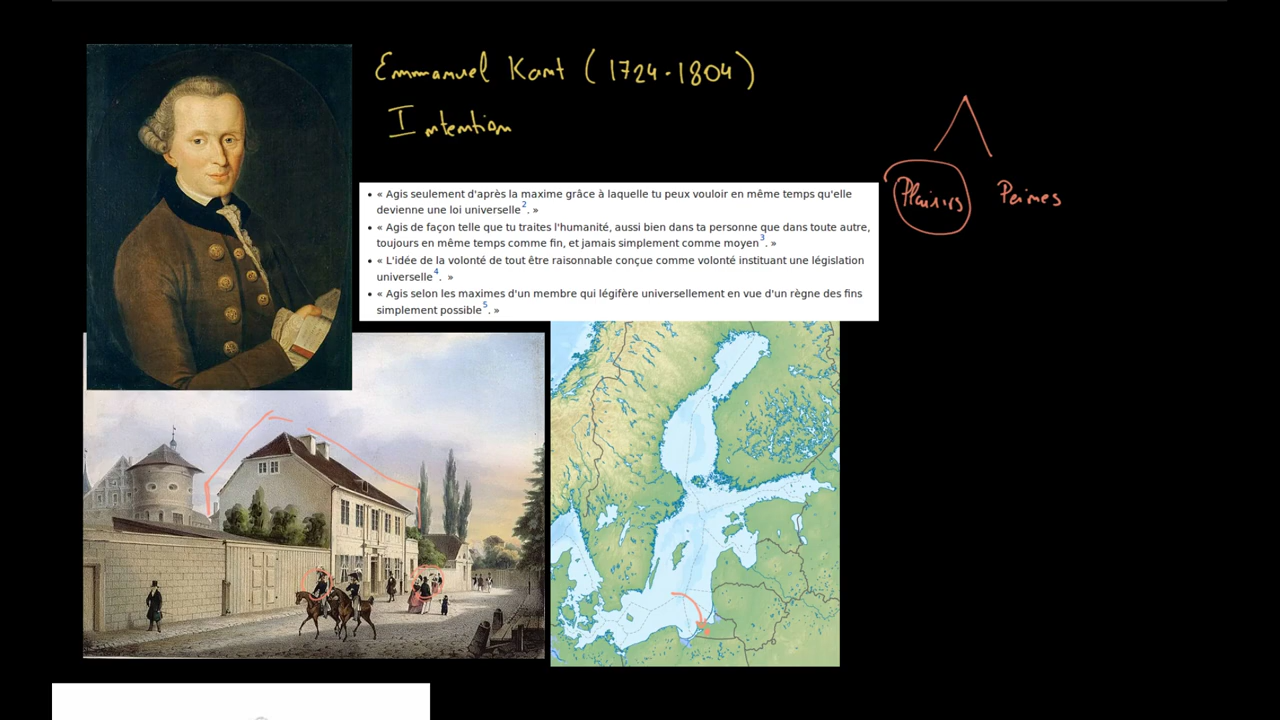 Emmanuel Kant (1724-1804)
Intention
• « Agis seulement d'après la maxime grâce à laquelle tu peux vouloir en même temps qu'elle
devienne une loi universelle2. »
• « Agis de façon telle que tu traites l'humanité, aussi bien dans ta personne que dans toute autre,
toujours en même temps comme fin, et jamais simplement comme moyen3. »
• « L'idée de la volonté de tout être raisonnable conçue comme volonté instituant une législation
universelle4. »
• « Agis selon les maximes d'un membre qui légifère universellement en vue d'un règne des fins
simplement possible5. »
Plaisirs Peines